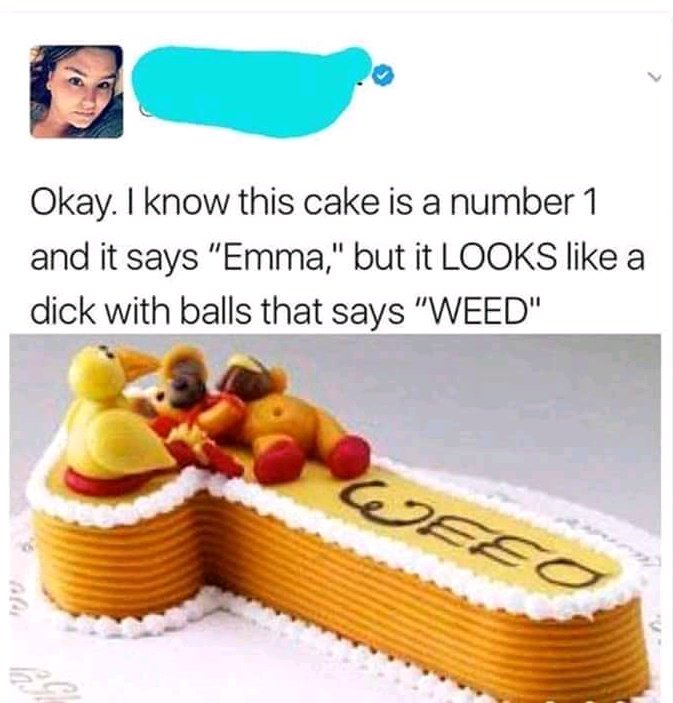 Okay. I know this cake is a number 1
and it says "Emma," but it LOOKS like a
dick with balls that says "WEED"
WEED